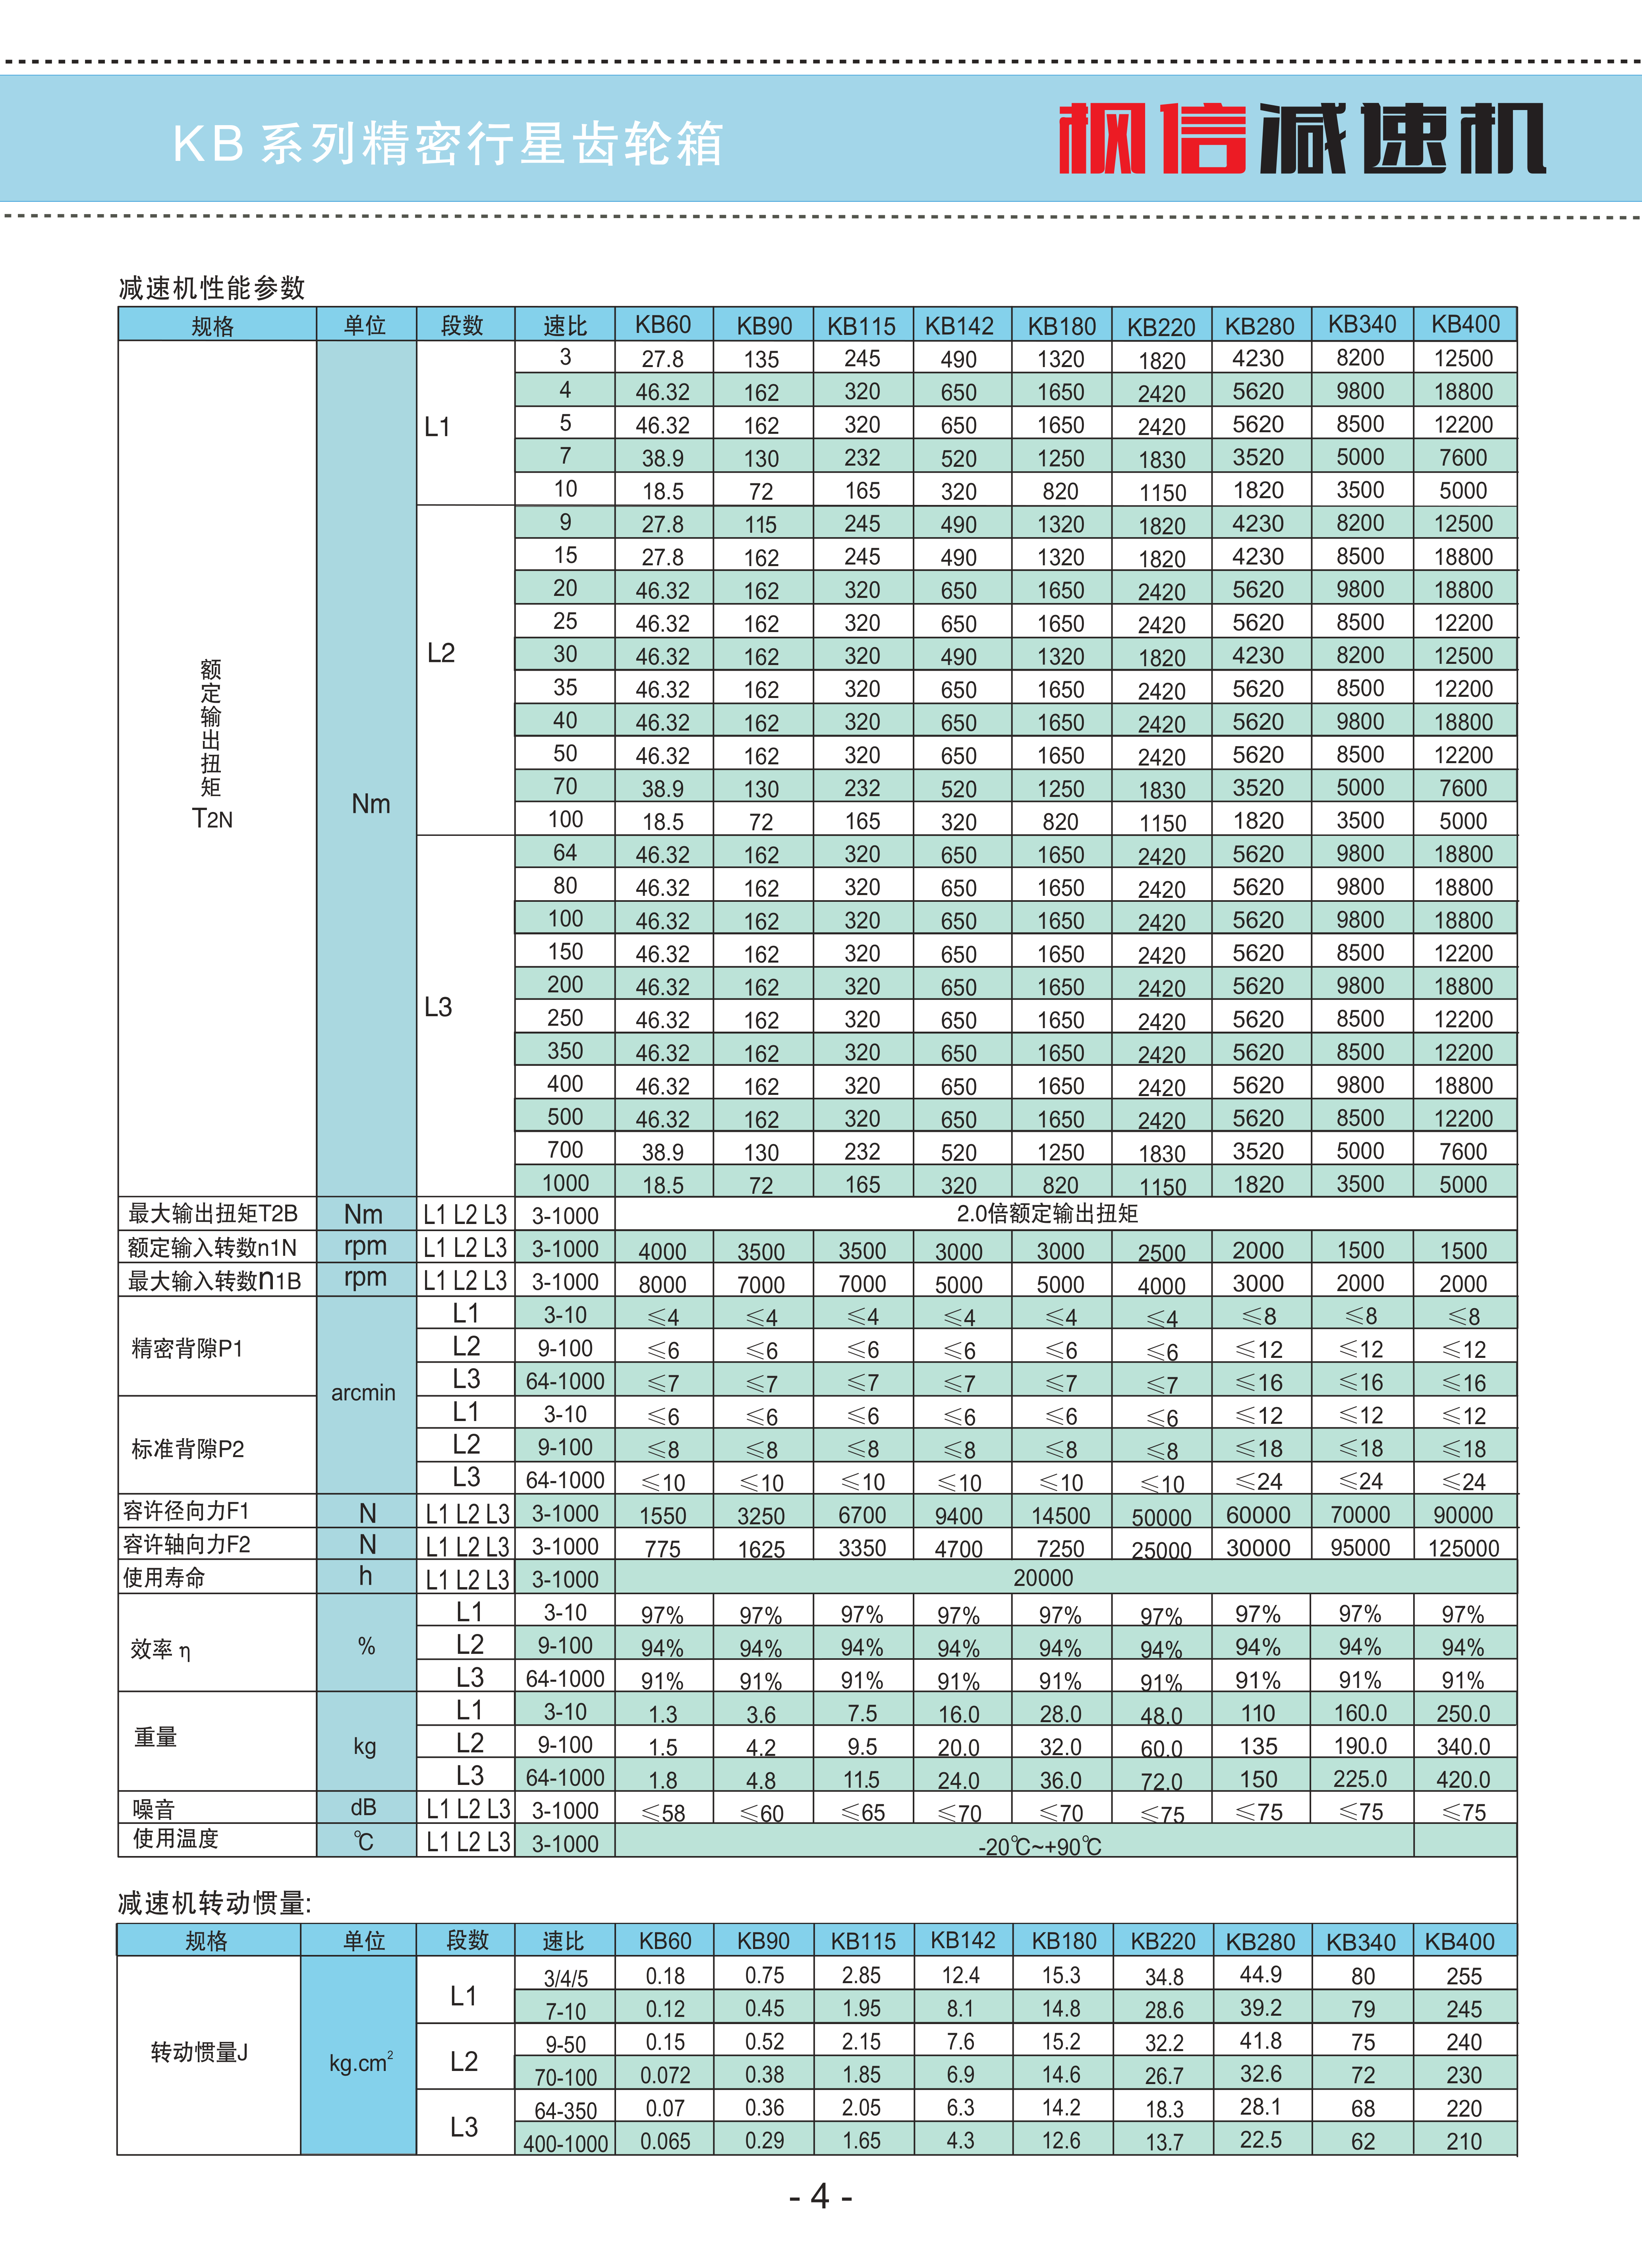 KB 系列精密行星齿轮箱
枫信减速机
减速机性能参数
规格 单位 段数 速比 KB60 KB90 KB115 KB142 KB180 KB220 KB280 KB340 KB400
额定输出扭矩 T2N Nm
L1
3 27.8 135 245 490 1320 1820 4230 8200 12500
4 46.32 162 320 650 1650 2420 5620 9800 18800
5 46.32 162 320 650 1650 2420 5620 8500 12200
7 38.9 130 232 520 1250 1830 3520 5000 7600
10 18.5 72 165 320 820 1150 1820 3500 5000
L2
9 27.8 115 245 490 1320 1820 4230 8200 12500
15 27.8 162 245 490 1320 1820 4230 8500 18800
20 46.32 162 320 650 1650 2420 5620 9800 18800
25 46.32 162 320 650 1650 2420 5620 8500 12200
30 46.32 162 320 490 1320 1820 4230 8200 12500
35 46.32 162 320 650 1650 2420 5620 8500 12200
40 46.32 162 320 650 1650 2420 5620 9800 18800
50 46.32 162 320 650 1650 2420 5620 8500 12200
70 38.9 130 232 520 1250 1830 3520 5000 7600
100 18.5 72 165 320 820 1150 1820 3500 5000
L3
64 46.32 162 320 650 1650 2420 5620 9800 18800
80 46.32 162 320 650 1650 2420 5620 9800 18800
100 46.32 162 320 650 1650 2420 5620 9800 18800
150 46.32 162 320 650 1650 2420 5620 8500 12200
200 46.32 162 320 650 1650 2420 5620 9800 18800
250 46.32 162 320 650 1650 2420 5620 8500 12200
350 46.32 162 320 650 1650 2420 5620 8500 12200
400 46.32 162 320 650 1650 2420 5620 9800 18800
500 46.32 162 320 650 1650 2420 5620 8500 12200
700 38.9 130 232 520 1250 1830 3520 5000 7600
1000 18.5 72 165 320 820 1150 1820 3500 5000
最大输出扭矩T2B Nm L1 L2 L3 3-1000 2.0倍额定输出扭矩
额定输入转数n1N rpm L1 L2 L3 3-1000 4000 3500 3500 3000 3000 2500 2000 1500 1500
最大输入转数n1B rpm L1 L2 L3 3-1000 8000 7000 7000 5000 5000 4000 3000 2000 2000
精密背隙P1 arcmin
L1 3-10 ≤4 ≤4 ≤4 ≤4 ≤4 ≤4 ≤8 ≤8 ≤8
L2 9-100 ≤6 ≤6 ≤6 ≤6 ≤6 ≤6 ≤12 ≤12 ≤12
L3 64-1000 ≤7 ≤7 ≤7 ≤7 ≤7 ≤7 ≤16 ≤16 ≤16
标准背隙P2
L1 3-10 ≤6 ≤6 ≤6 ≤6 ≤6 ≤6 ≤12 ≤12 ≤12
L2 9-100 ≤8 ≤8 ≤8 ≤8 ≤8 ≤8 ≤18 ≤18 ≤18
L3 64-1000 ≤10 ≤10 ≤10 ≤10 ≤10 ≤10 ≤24 ≤24 ≤24
容许径向力F1 N L1 L2 L3 3-1000 1550 3250 6700 9400 14500 50000 60000 70000 90000
容许轴向力F2 N L1 L2 L3 3-1000 775 1625 3350 4700 7250 25000 30000 95000 125000
使用寿命 h L1 L2 L3 3-1000 20000
效率 η %
L1 3-10 97% 97% 97% 97% 97% 97% 97% 97% 97%
L2 9-100 94% 94% 94% 94% 94% 94% 94% 94% 94%
L3 64-1000 91% 91% 91% 91% 91% 91% 91% 91% 91%
重量 kg
L1 3-10 1.3 3.6 7.5 16.0 28.0 48.0 110 160.0 250.0
L2 9-100 1.5 4.2 9.5 20.0 32.0 60.0 135 190.0 340.0
L3 64-1000 1.8 4.8 11.5 24.0 36.0 72.0 150 225.0 420.0
噪音 dB L1 L2 L3 3-1000 ≤58 ≤60 ≤65 ≤70 ≤70 ≤75 ≤75 ≤75 ≤75
使用温度 ℃ L1 L2 L3 3-1000 -20℃~+90℃
减速机转动惯量:
规格 单位 段数 速比 KB60 KB90 KB115 KB142 KB180 KB220 KB280 KB340 KB400
转动惯量J kg.cm²
L1
3/4/5 0.18 0.75 2.85 12.4 15.3 34.8 44.9 80 255
7-10 0.12 0.45 1.95 8.1 14.8 28.6 39.2 79 245
L2
9-50 0.15 0.52 2.15 7.6 15.2 32.2 41.8 75 240
70-100 0.072 0.38 1.85 6.9 14.6 26.7 32.6 72 230
L3
64-350 0.07 0.36 2.05 6.3 14.2 18.3 28.1 68 220
400-1000 0.065 0.29 1.65 4.3 12.6 13.7 22.5 62 210
- 4 -